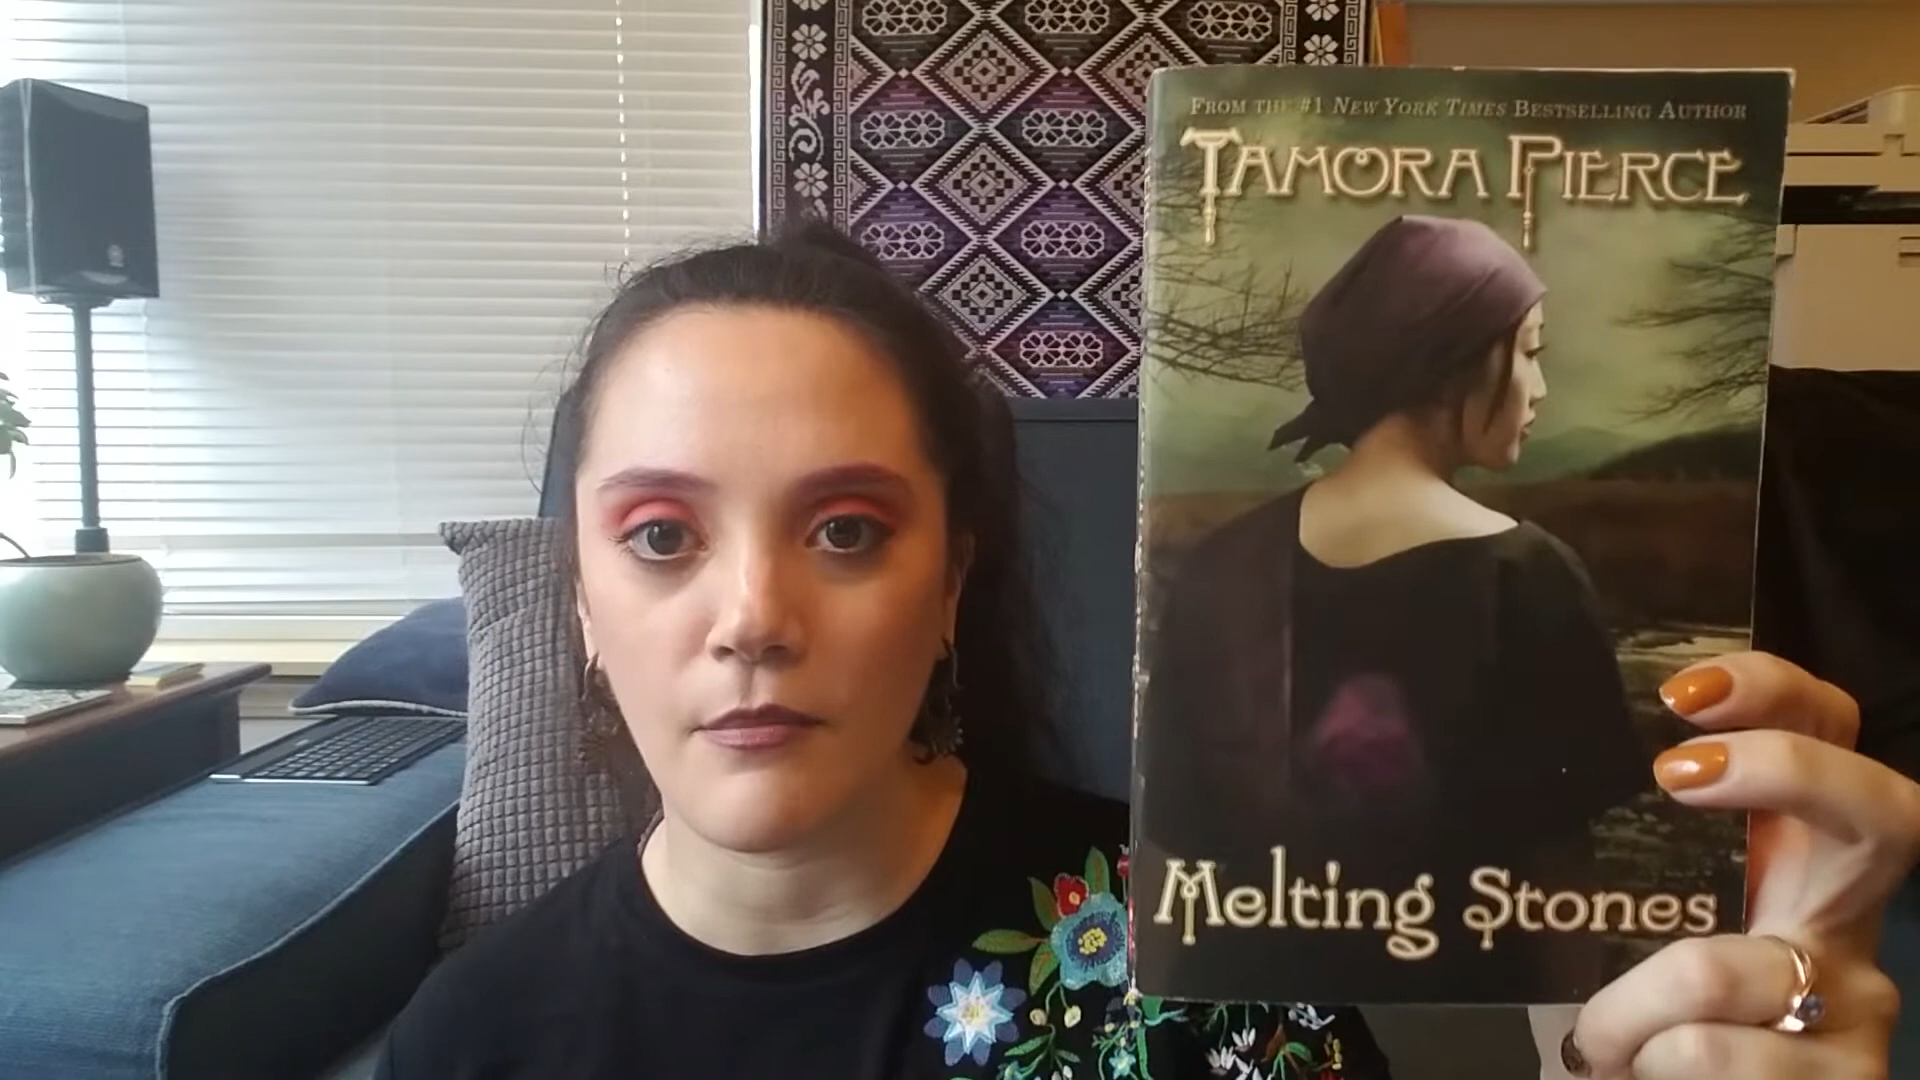 FROM THE #1 NEW YORK TIMES BESTSELLING AUTHOR
TAMORA PIERCE
Melting Stones